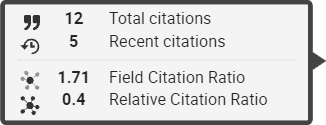 12 Total citations
5 Recent citations
1.71 Field Citation Ratio
0.4 Relative Citation Ratio